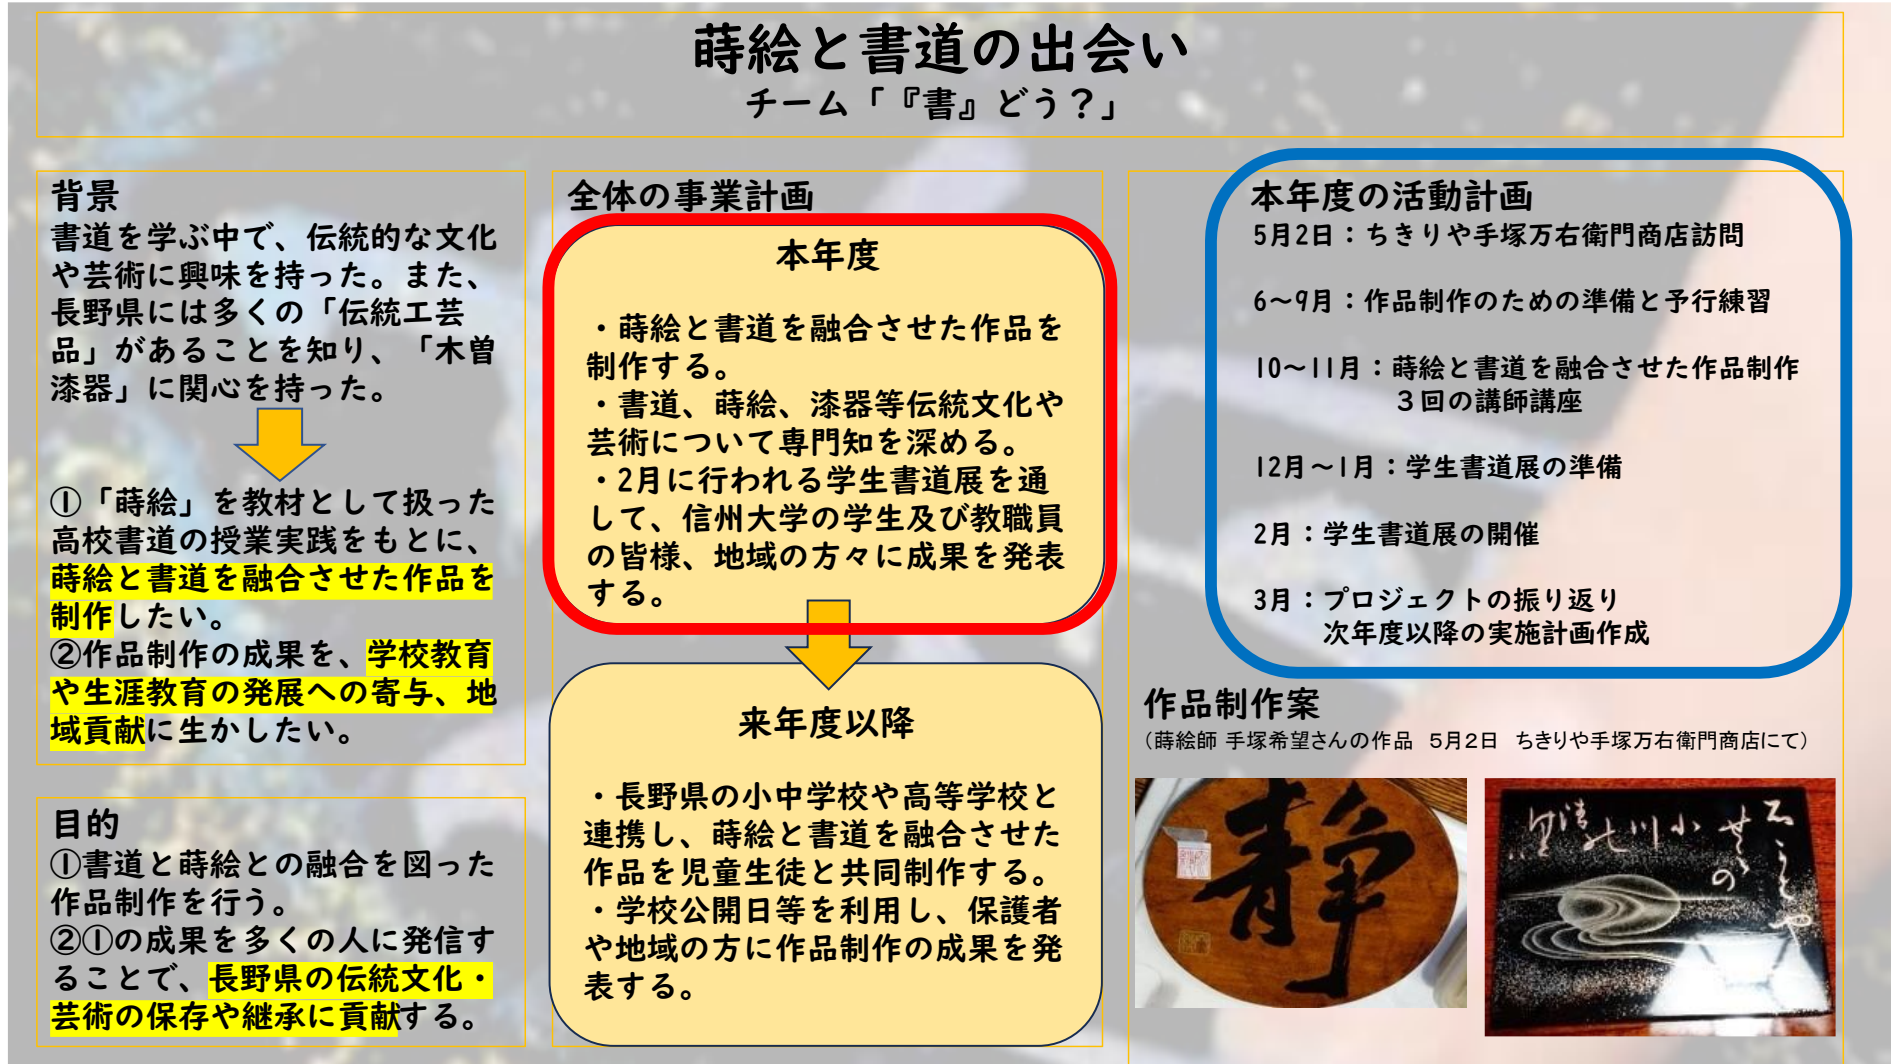 蒔絵と書道の出会い
チーム「『書』どう？」
背景
書道を学ぶ中で、伝統的な文化
や芸術に興味を持った。また、
長野県には多くの「伝統工芸
品」があることを知り、「木曽
漆器」に関心を持った。
①「蒔絵」を教材として扱った
高校書道の授業実践をもとに、
蒔絵と書道を融合させた作品を
制作したい。
②作品制作の成果を、学校教育
や生涯教育の発展への寄与、地
域貢献に生かしたい。
目的
①書道と蒔絵との融合を図った
作品制作を行う。
②①の成果を多くの人に発信す
ることで、長野県の伝統文化・
芸術の保存や継承に貢献する。
全体の事業計画
本年度
・蒔絵と書道を融合させた作品を
制作する。
・書道、蒔絵、漆器等伝統文化や
芸術について専門知を深める。
・2月に行われる学生書道展を通
して、信州大学の学生及び教職員
の皆様、地域の方々に成果を発表
する。
来年度以降
・長野県の小中学校や高等学校と
連携し、蒔絵と書道を融合させた
作品を児童生徒と共同制作する。
・学校公開日等を利用し、保護者
や地域の方に作品制作の成果を発
表する。
本年度の活動計画
5月2日：ちきりや手塚万右衛門商店訪問
6～9月：作品制作のための準備と予行練習
10～11月：蒔絵と書道を融合させた作品制作
３回の講師講座
12月～1月：学生書道展の準備
2月：学生書道展の開催
3月：プロジェクトの振り返り
次年度以降の実施計画作成
作品制作案
（蒔絵師 手塚希望さんの作品　５月２日　ちきりや手塚万右衛門商店にて）
静